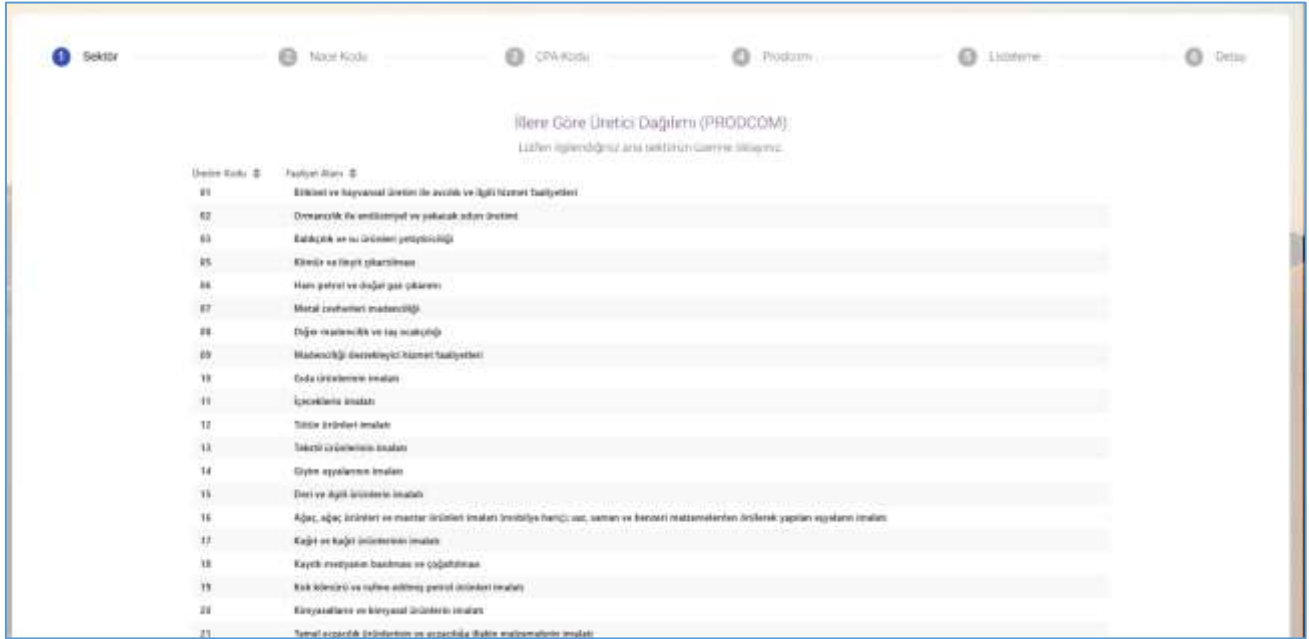 1 Sektör 2 Nace Kodu 3 CPA Kodu 4 Prodcom 5 Listeleme 6 Detay
İllere Göre Üretici Dağılımı (PRODCOM)
Lütfen ilgilendiğiniz ana sektörün üzerine tıklayınız.
Üretim Kodu Faaliyet Alanı
01 Bitkisel ve hayvansal üretim ile avcılık ve ilgili hizmet faaliyetleri
02 Ormancılık ile endüstriyel ve yakacak odun üretimi
03 Balıkçılık ve su ürünleri yetiştiriciliği
05 Kömür ve linyit çıkartılması
06 Ham petrol ve doğal gaz çıkarımı
07 Metal cevherleri madenciliği
08 Diğer madencilik ve taş ocakçılığı
09 Madenciliği destekleyici hizmet faaliyetleri
10 Gıda ürünlerinin imalatı
11 İçeceklerin imalatı
12 Tütün ürünleri imalatı
13 Tekstil ürünlerinin imalatı
14 Giyim eşyalarının imalatı
15 Deri ve ilgili ürünlerin imalatı
16 Ağaç, ağaç ürünleri ve mantar ürünleri imalatı (mobilya hariç); saz, saman ve benzeri malzemelerden örülerek yapılan eşyaların imalatı
17 Kağıt ve kağıt ürünlerinin imalatı
18 Kayıtlı medyanın basılması ve çoğaltılması
19 Kok kömürü ve rafine edilmiş petrol ürünleri imalatı
20 Kimyasalların ve kimyasal ürünlerin imalatı
21 Temel eczacılık ürünlerinin ve eczacılığa ilişkin malzemelerin imalatı